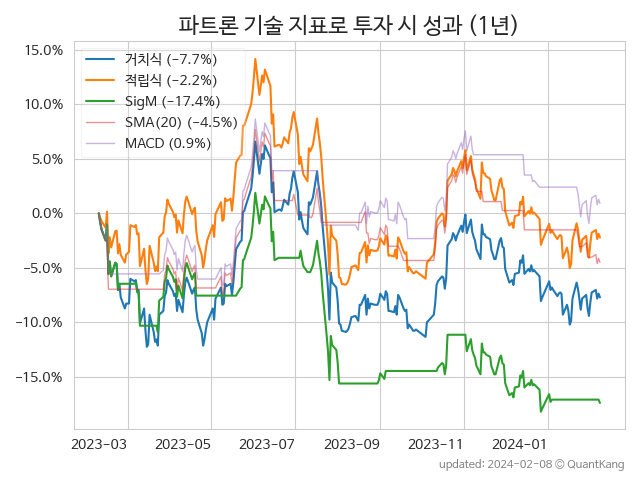 파트론 기술 지표로 투자 시 성과 (1년)
15.0%
10.0%
5.0%
0.0%
−5.0%
−10.0%
−15.0%
거치식 (−7.7%)
적립식 (−2.2%)
SigM (−17.4%)
SMA(20) (−4.5%)
MACD (0.9%)
2023-03 2023-05 2023-07 2023-09 2023-11 2024-01
updated: 2024-02-08 © QuantKang